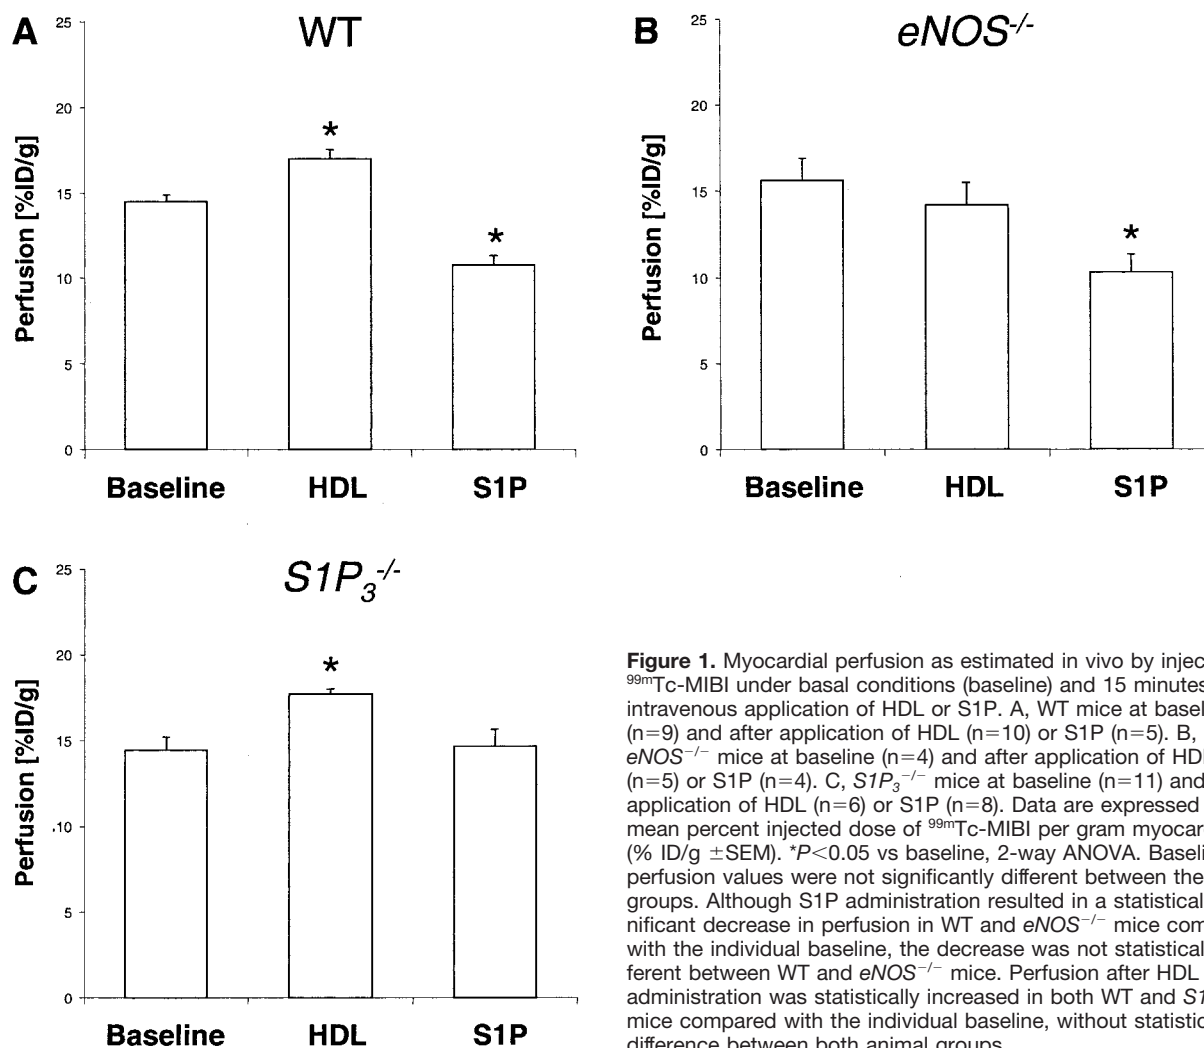 A
WT
25
20
15
10
5
0
Perfusion [%ID/g]
*
*
Baseline
HDL
S1P
B
eNOS-/-
25
20
15
10
5
0
Perfusion [%ID/g]
*
Baseline
HDL
S1P
C
S1P3-/-
25
20
15
10
5
0
Perfusion [%ID/g]
*
Baseline
HDL
S1P
Figure 1. Myocardial perfusion as estimated in vivo by injec
99mTc-MIBI under basal conditions (baseline) and 15 minutes
intravenous application of HDL or S1P. A, WT mice at basel
(n=9) and after application of HDL (n=10) or S1P (n=5). B,
eNOS−/− mice at baseline (n=4) and after application of HDL
(n=5) or S1P (n=4). C, S1P3−/− mice at baseline (n=11) and
application of HDL (n=6) or S1P (n=8). Data are expressed
mean percent injected dose of 99mTc-MIBI per gram myocar
(% ID/g ±SEM). *P<0.05 vs baseline, 2-way ANOVA. Baseli
perfusion values were not significantly different between the
groups. Although S1P administration resulted in a statistical
nificant decrease in perfusion in WT and eNOS−/− mice com
with the individual baseline, the decrease was not statistical
ferent between WT and eNOS−/− mice. Perfusion after HDL
administration was statistically increased in both WT and S1
mice compared with the individual baseline, without statistic
difference between both animal groups.